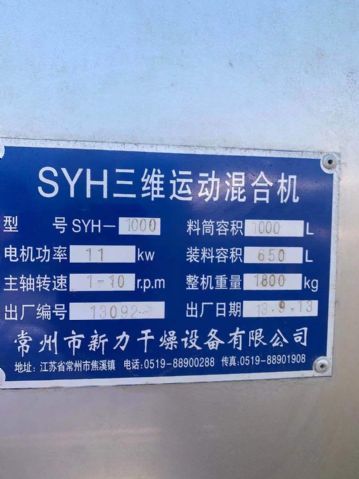 SYH三维运动混合机
型 号 SYH-1000 料筒容积 1000 L
电机功率 11 kw 装料容积 650 L
主轴转速 1-10 r.p.m 整机重量 1800 kg
出厂编号 13092 出厂日期 13.9.13
常州市新力干燥设备有限公司
地址: 江苏省常州市焦溪镇 电话: 0519-88900288 传真: 0519-88901908